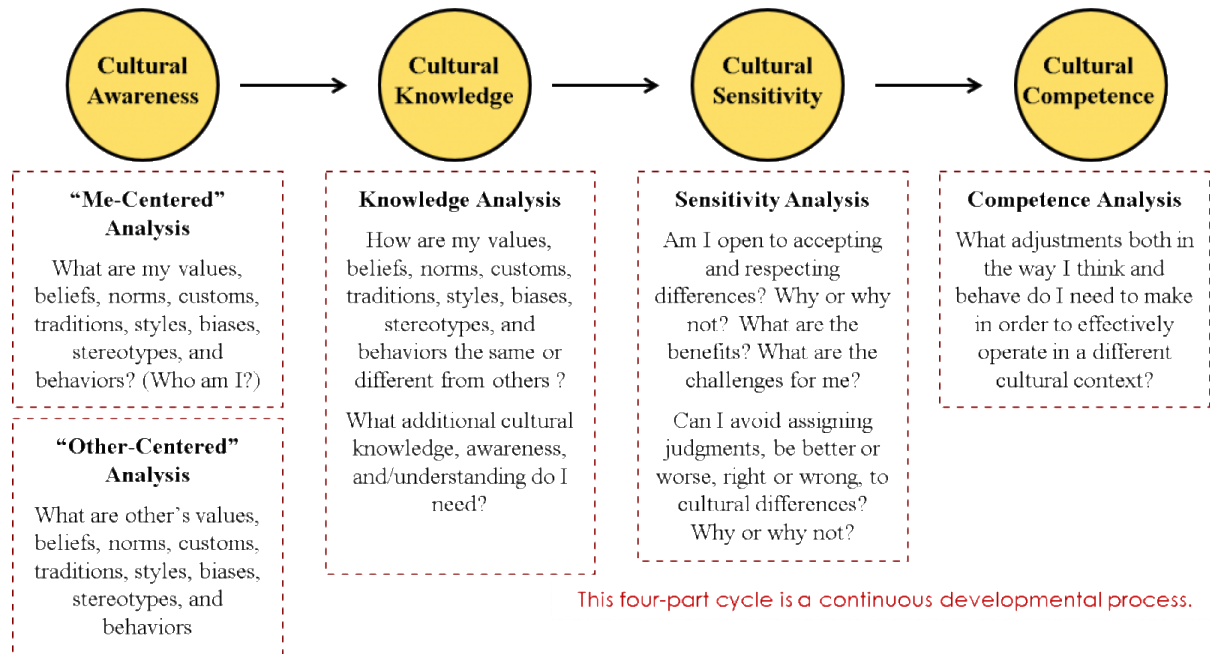 Cultural
Awareness
Cultural
Knowledge
Cultural
Sensitivity
Cultural
Competence
“Me-Centered”
Analysis
What are my values,
beliefs, norms, customs,
traditions, styles, biases,
stereotypes, and
behaviors? (Who am I?)
“Other-Centered”
Analysis
What are other’s values,
beliefs, norms, customs,
traditions, styles, biases,
stereotypes, and
behaviors
Knowledge Analysis
How are my values,
beliefs, norms, customs,
traditions, styles, biases,
stereotypes, and
behaviors the same or
different from others ?
What additional cultural
knowledge, awareness,
and/understanding do I
need?
Sensitivity Analysis
Am I open to accepting
and respecting
differences? Why or why
not? What are the
benefits? What are the
challenges for me?
Can I avoid assigning
judgments, be better or
worse, right or wrong, to
cultural differences?
Why or why not?
Competence Analysis
What adjustments both in
the way I think and
behave do I need to make
in order to effectively
operate in a different
cultural context?
This four-part cycle is a continuous developmental process.